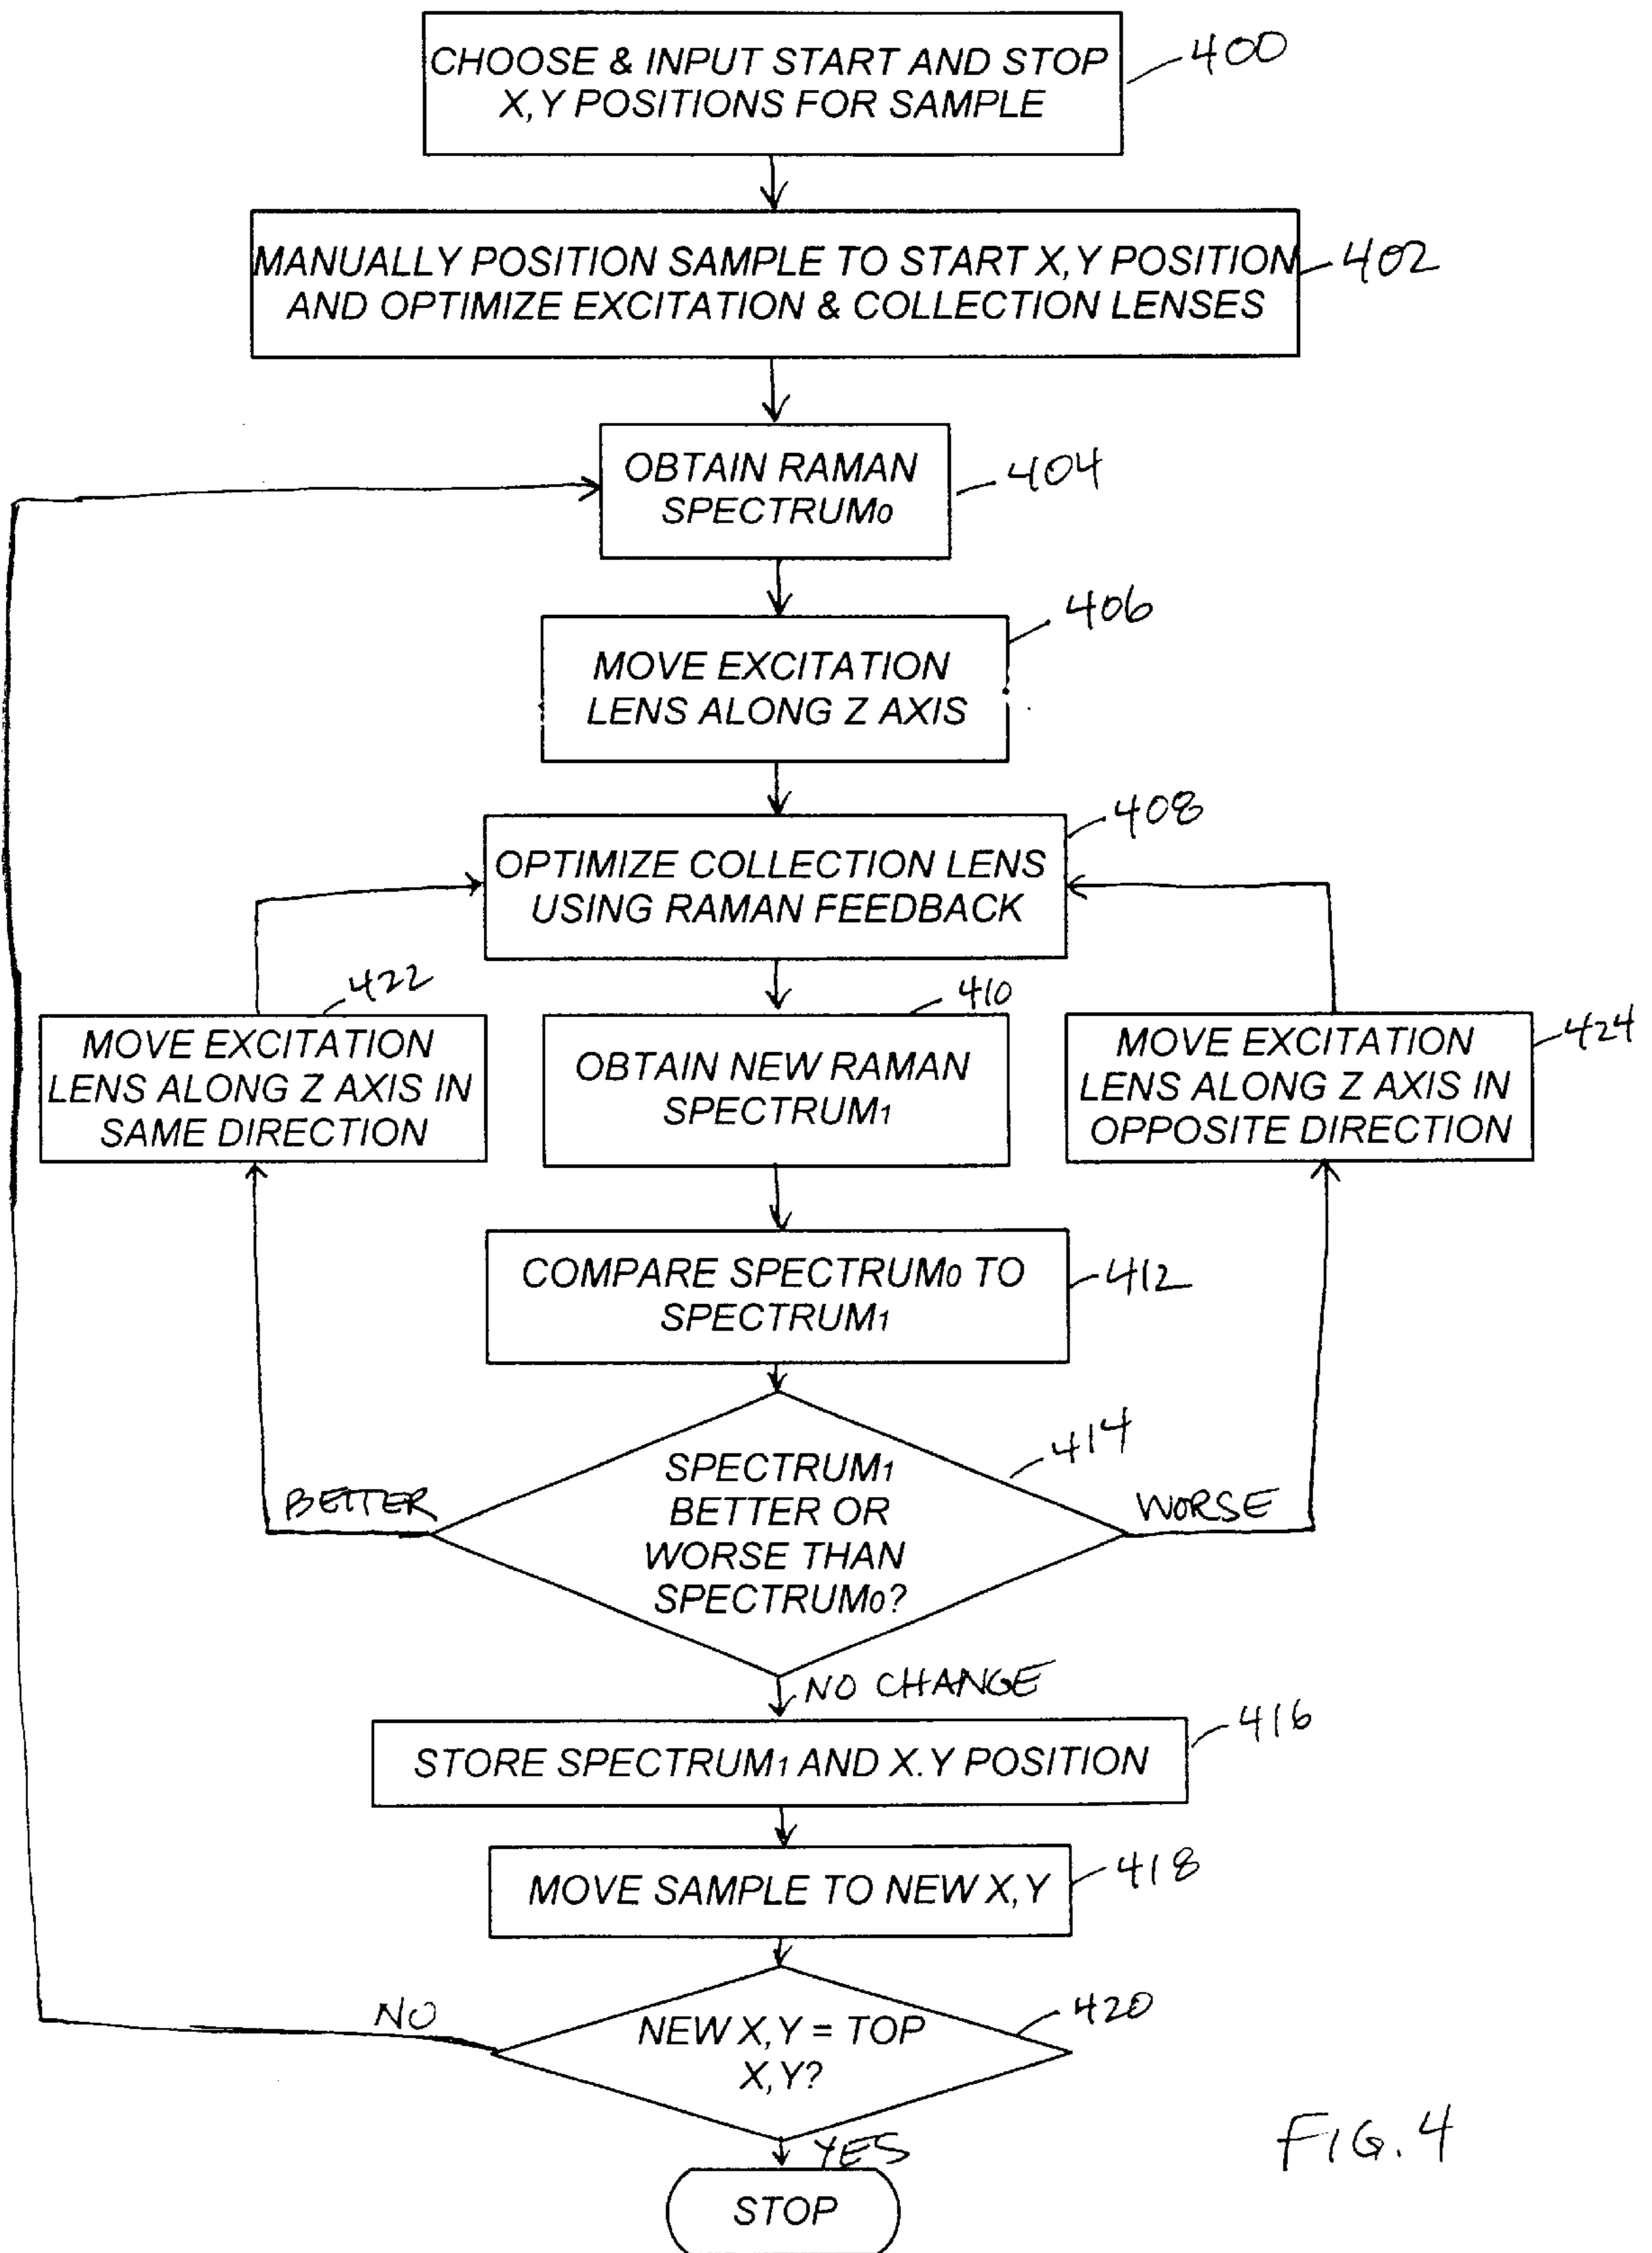 CHOOSE & INPUT START AND STOP
X, Y POSITIONS FOR SAMPLE
400
MANUALLY POSITION SAMPLE TO START X, Y POSITION
AND OPTIMIZE EXCITATION & COLLECTION LENSES
402
OBTAIN RAMAN
SPECTRUM0
404
MOVE EXCITATION
LENS ALONG Z AXIS
406
OPTIMIZE COLLECTION LENS
USING RAMAN FEEDBACK
408
422
MOVE EXCITATION
LENS ALONG Z AXIS IN
SAME DIRECTION
410
OBTAIN NEW RAMAN
SPECTRUM1
MOVE EXCITATION
LENS ALONG Z AXIS IN
OPPOSITE DIRECTION
424
COMPARE SPECTRUM0 TO
SPECTRUM1
412
BETTER
SPECTRUM1
BETTER OR
WORSE THAN
SPECTRUM0?
414
WORSE
NO CHANGE
STORE SPECTRUM1 AND X.Y POSITION
416
MOVE SAMPLE TO NEW X, Y
418
NO
NEW X, Y = TOP
X, Y?
420
YES
STOP
FIG. 4